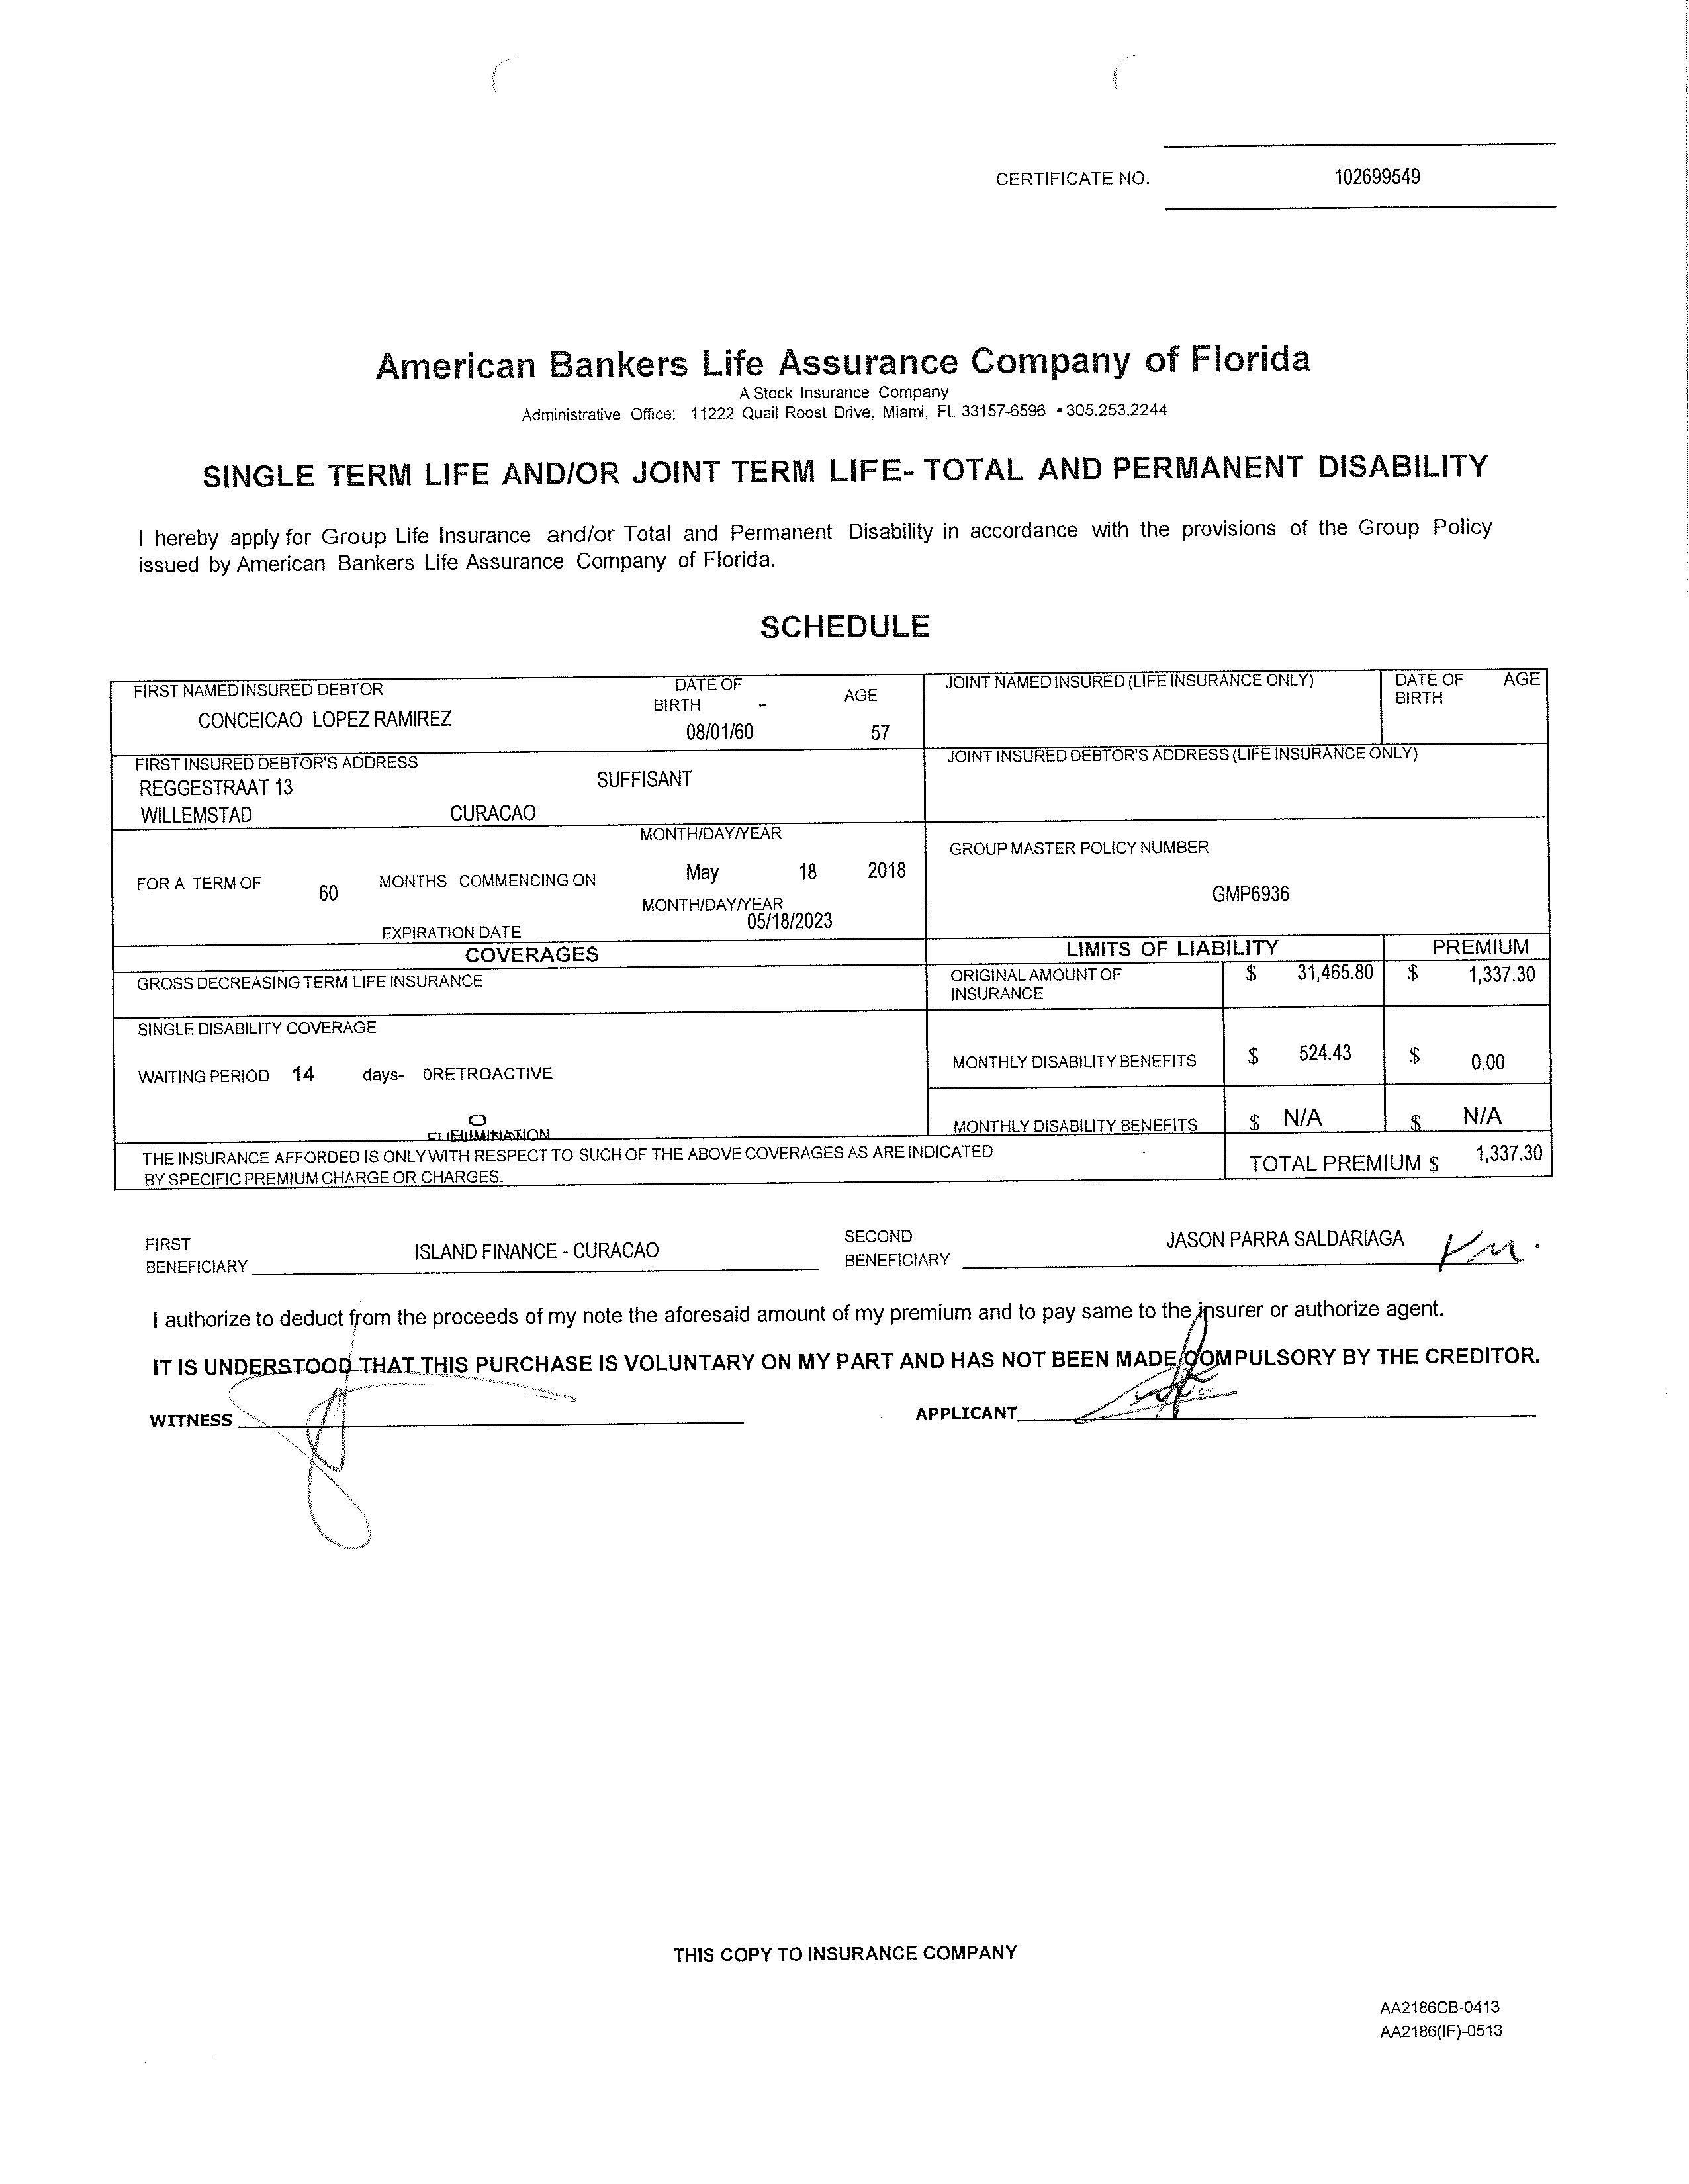 CERTIFICATE NO. 102699549
American Bankers Life Assurance Company of Florida
A Stock Insurance Company
Administrative Office: 11222 Quail Roost Drive, Miami, FL 33157-6596 • 305.253.2244
SINGLE TERM LIFE AND/OR JOINT TERM LIFE- TOTAL AND PERMANENT DISABILITY
I hereby apply for Group Life Insurance and/or Total and Permanent Disability in accordance with the provisions of the Group Policy
issued by American Bankers Life Assurance Company of Florida.
SCHEDULE
FIRST NAMED INSURED DEBTOR DATE OF BIRTH - AGE
CONCEICAO LOPEZ RAMIREZ 08/01/60 57
JOINT NAMED INSURED (LIFE INSURANCE ONLY) DATE OF BIRTH AGE
FIRST INSURED DEBTOR'S ADDRESS
REGGESTRAAT 13 SUFFISANT
WILLEMSTAD CURACAO
JOINT INSURED DEBTOR'S ADDRESS (LIFE INSURANCE ONLY)
MONTH/DAY/YEAR
FOR A TERM OF 60 MONTHS COMMENCING ON May 18 2018
MONTH/DAY/YEAR
EXPIRATION DATE 05/18/2023
GROUP MASTER POLICY NUMBER
GMP6936
COVERAGES LIMITS OF LIABILITY PREMIUM
GROSS DECREASING TERM LIFE INSURANCE ORIGINAL AMOUNT OF INSURANCE $ 31,465.80 $ 1,337.30
SINGLE DISABILITY COVERAGE
WAITING PERIOD 14 days- 0RETROACTIVE MONTHLY DISABILITY BENEFITS $ 524.43 $ 0.00
O
MONTHLY DISABILITY BENEFITS $ N/A $ N/A
THE INSURANCE AFFORDED IS ONLY WITH RESPECT TO SUCH OF THE ABOVE COVERAGES AS ARE INDICATED
BY SPECIFIC PREMIUM CHARGE OR CHARGES.
TOTAL PREMIUM $ 1,337.30
FIRST BENEFICIARY ISLAND FINANCE - CURACAO
SECOND BENEFICIARY JASON PARRA SALDARIAGA
I authorize to deduct from the proceeds of my note the aforesaid amount of my premium and to pay same to the insurer or authorize agent.
IT IS UNDERSTOOD THAT THIS PURCHASE IS VOLUNTARY ON MY PART AND HAS NOT BEEN MADE COMPULSORY BY THE CREDITOR.
WITNESS APPLICANT
THIS COPY TO INSURANCE COMPANY
AA2186CB-0413
AA2186(IF)-0513